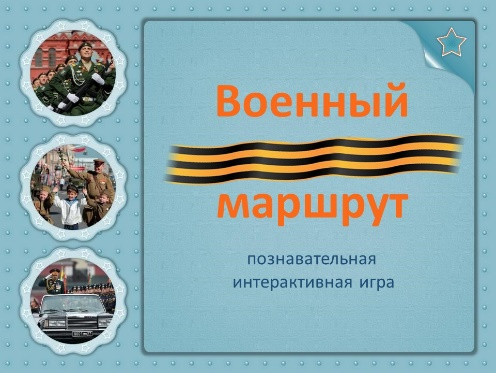 Военный
маршрут
познавательная
интерактивная игра